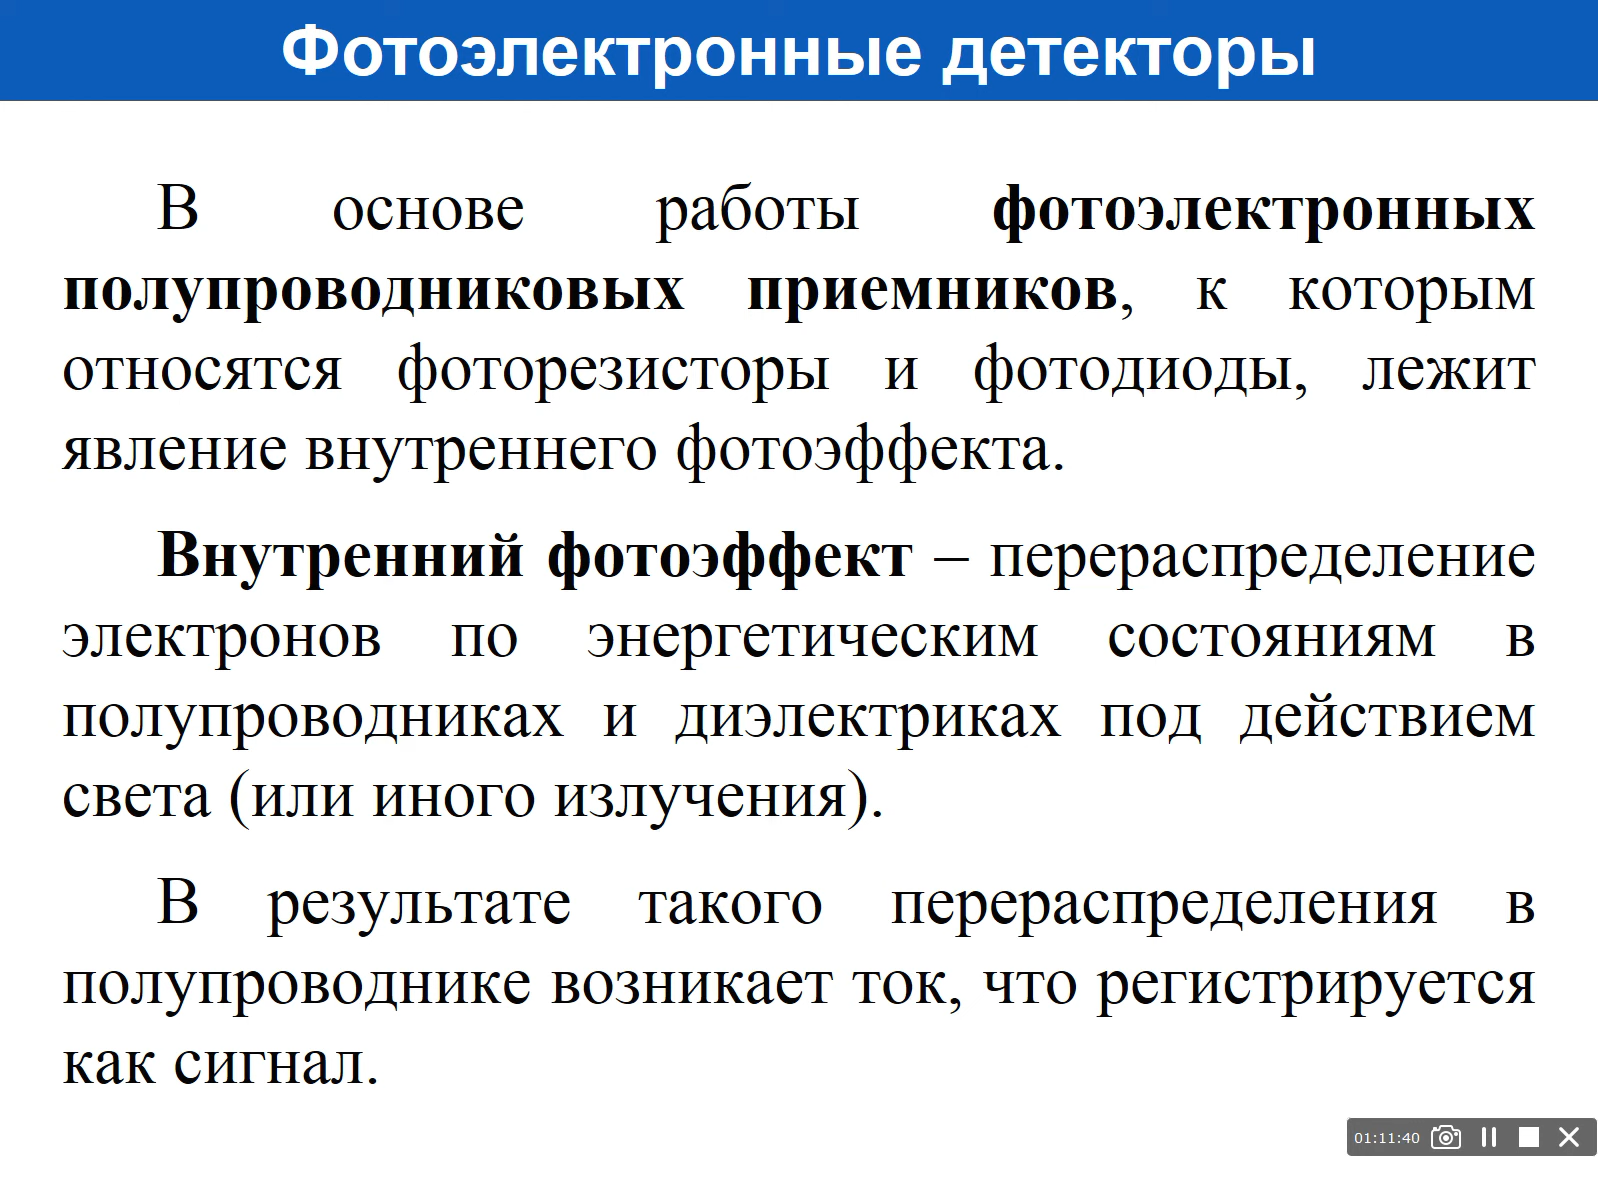 Фотоэлектронные детекторы
В основе работы фотоэлектронных
полупроводниковых приемников, к которым
относятся фоторезисторы и фотодиоды, лежит
явление внутреннего фотоэффекта.
Внутренний фотоэффект – перераспределение
электронов по энергетическим состояниям в
полупроводниках и диэлектриках под действием
света (или иного излучения).
В результате такого перераспределения в
полупроводнике возникает ток, что регистрируется
как сигнал.
01:11:40